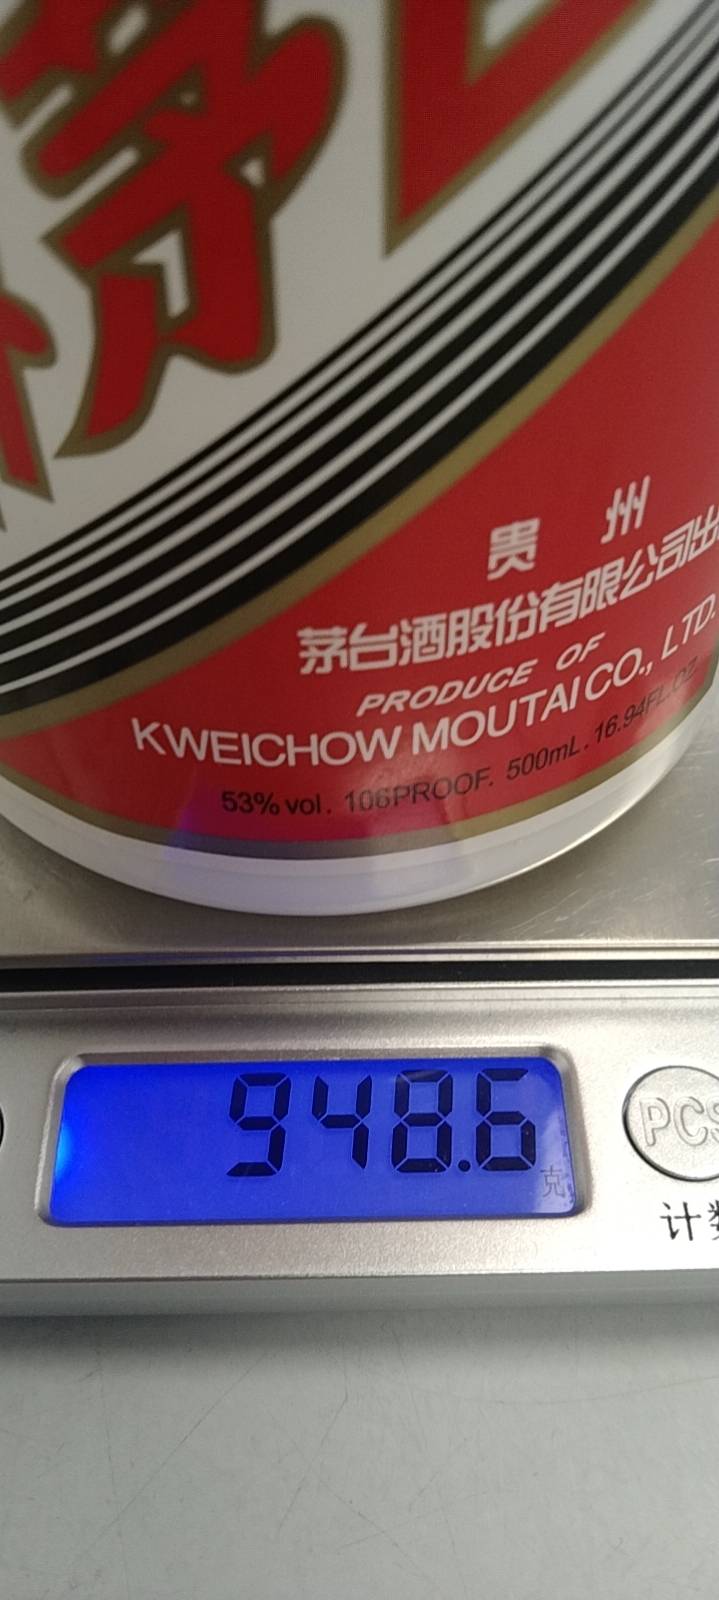 贵 州
茅台酒股份有限公司出
PRODUCE OF
KWEICHOW MOUTAI CO., LTD.
53% vol. 106PROOF. 500mL. 16.94FL.OZ
948.6
克
PCS
计数